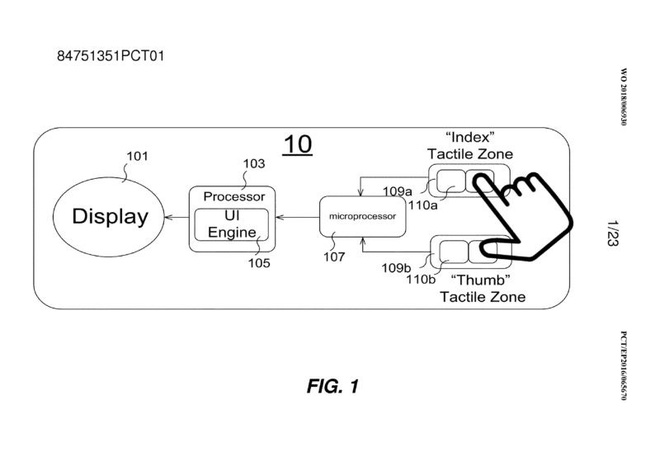 84751351PCT01
10
"Index"
Tactile Zone
101
103
109a
110a
Display
Processor
UI
Engine
105
microprocessor
107
109b
110b
"Thumb"
Tactile Zone
FIG. 1
WO 2018/006930
1/23
PCT/EP2016/065670